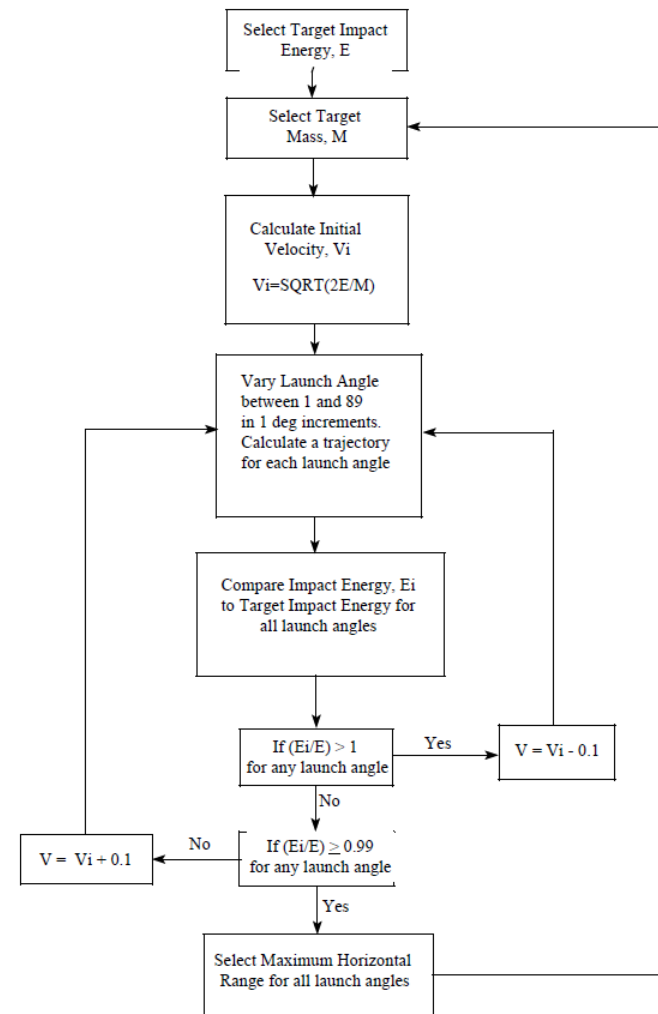 Select Target Impact
Energy, E
Select Target
Mass, M
Calculate Initial
Velocity, Vi
Vi=SQRT(2E/M)
Vary Launch Angle
between 1 and 89
in 1 deg increments.
Calculate a trajectory
for each launch angle
Compare Impact Energy, Ei
to Target Impact Energy for
all launch angles
If (Ei/E) > 1
for any launch angle
Yes
V = Vi - 0.1
No
If (Ei/E) ≥ 0.99
for any launch angle
No
V = Vi + 0.1
Yes
Select Maximum Horizontal
Range for all launch angles